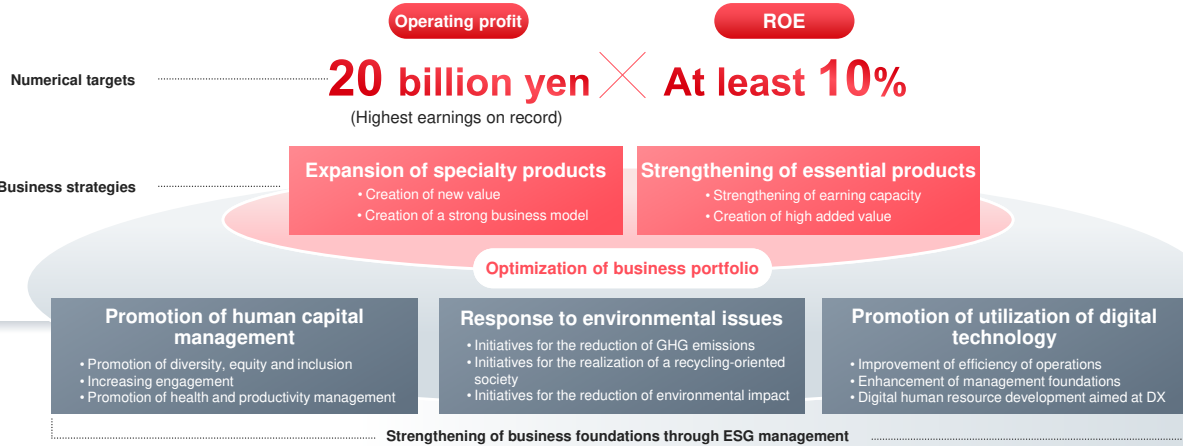 Operating profit
ROE
Numerical targets
20 billion yen
At least 10%
(Highest earnings on record)
Business strategies
Expansion of specialty products
• Creation of new value
• Creation of a strong business model
Strengthening of essential products
• Strengthening of earning capacity
• Creation of high added value
Optimization of business portfolio
Promotion of human capital
management
• Promotion of diversity, equity and inclusion
• Increasing engagement
• Promotion of health and productivity management
Response to environmental issues
• Initiatives for the reduction of GHG emissions
• Initiatives for the realization of a recycling-oriented
society
• Initiatives for the reduction of environmental impact
Promotion of utilization of digital
technology
• Improvement of efficiency of operations
• Enhancement of management foundations
• Digital human resource development aimed at DX
Strengthening of business foundations through ESG management